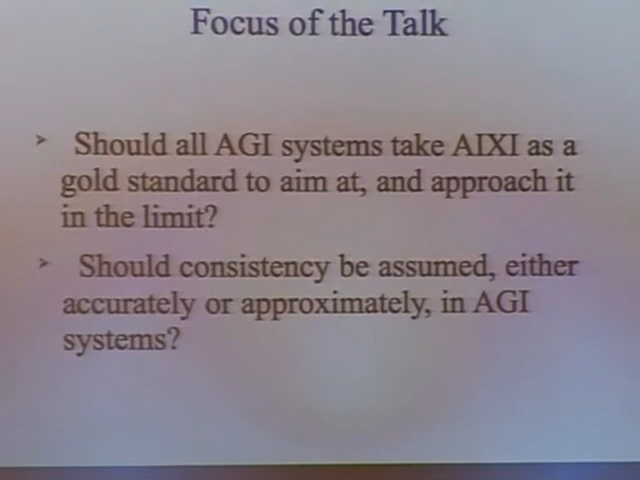 Focus of the Talk
➢ Should all AGI systems take AIXI as a
gold standard to aim at, and approach it
in the limit?
➢ Should consistency be assumed, either
accurately or approximately, in AGI
systems?